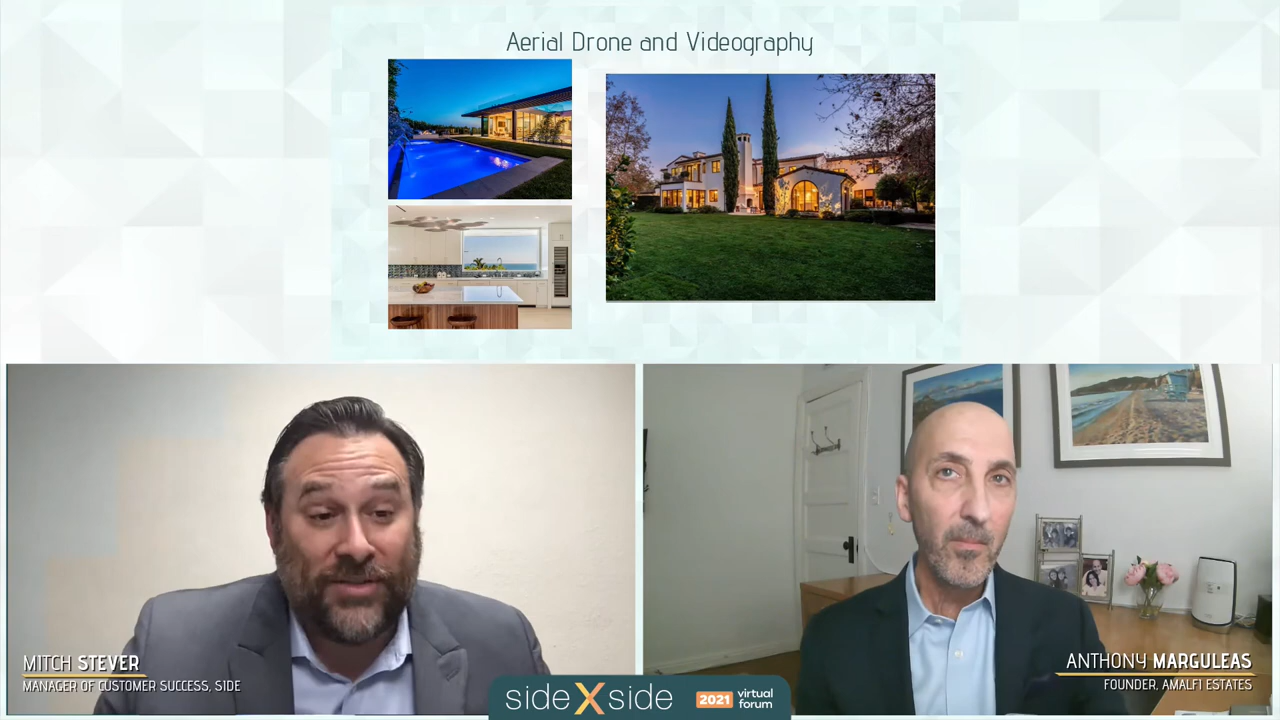 Aerial Drone and Videography
MITCH STEVER
MANAGER OF CUSTOMER SUCCESS, SIDE
ANTHONY MARGULEAS
FOUNDER, AMALFI ESTATES
side X side
2021 virtual forum